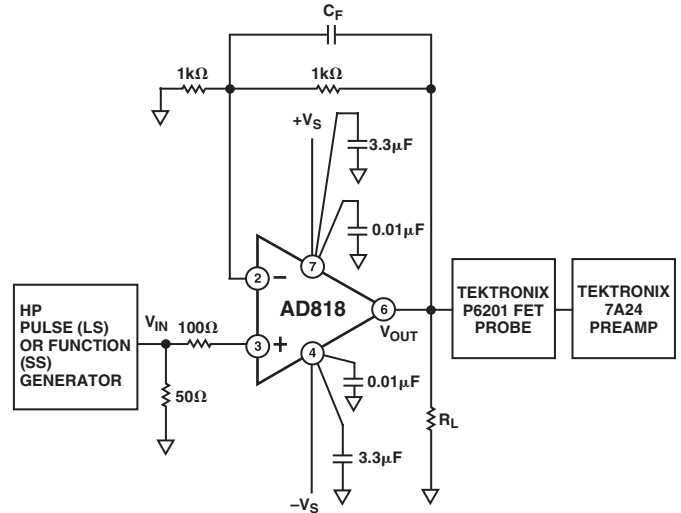 C_F
1kΩ
1kΩ
+V_S
3.3μF
0.01μF
2
−
7
AD818
6
V_OUT
TEKTRONIX
P6201 FET
PROBE
TEKTRONIX
7A24
PREAMP
HP
PULSE (LS)
OR FUNCTION
(SS)
GENERATOR
V_IN
100Ω
3
+
4
50Ω
0.01μF
3.3μF
−V_S
R_L